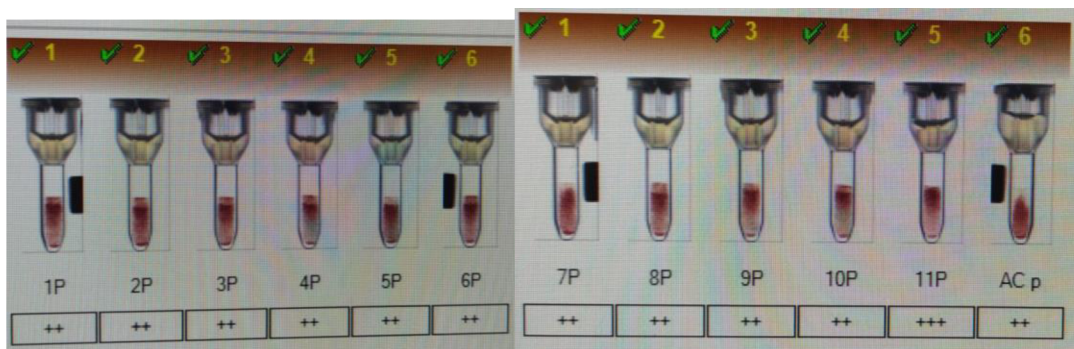 1 2 3 4 5 6
1P 2P 3P 4P 5P 6P
++ ++ ++ ++ ++ ++
1 2 3 4 5 6
7P 8P 9P 10P 11P AC p
++ ++ ++ ++ +++ ++